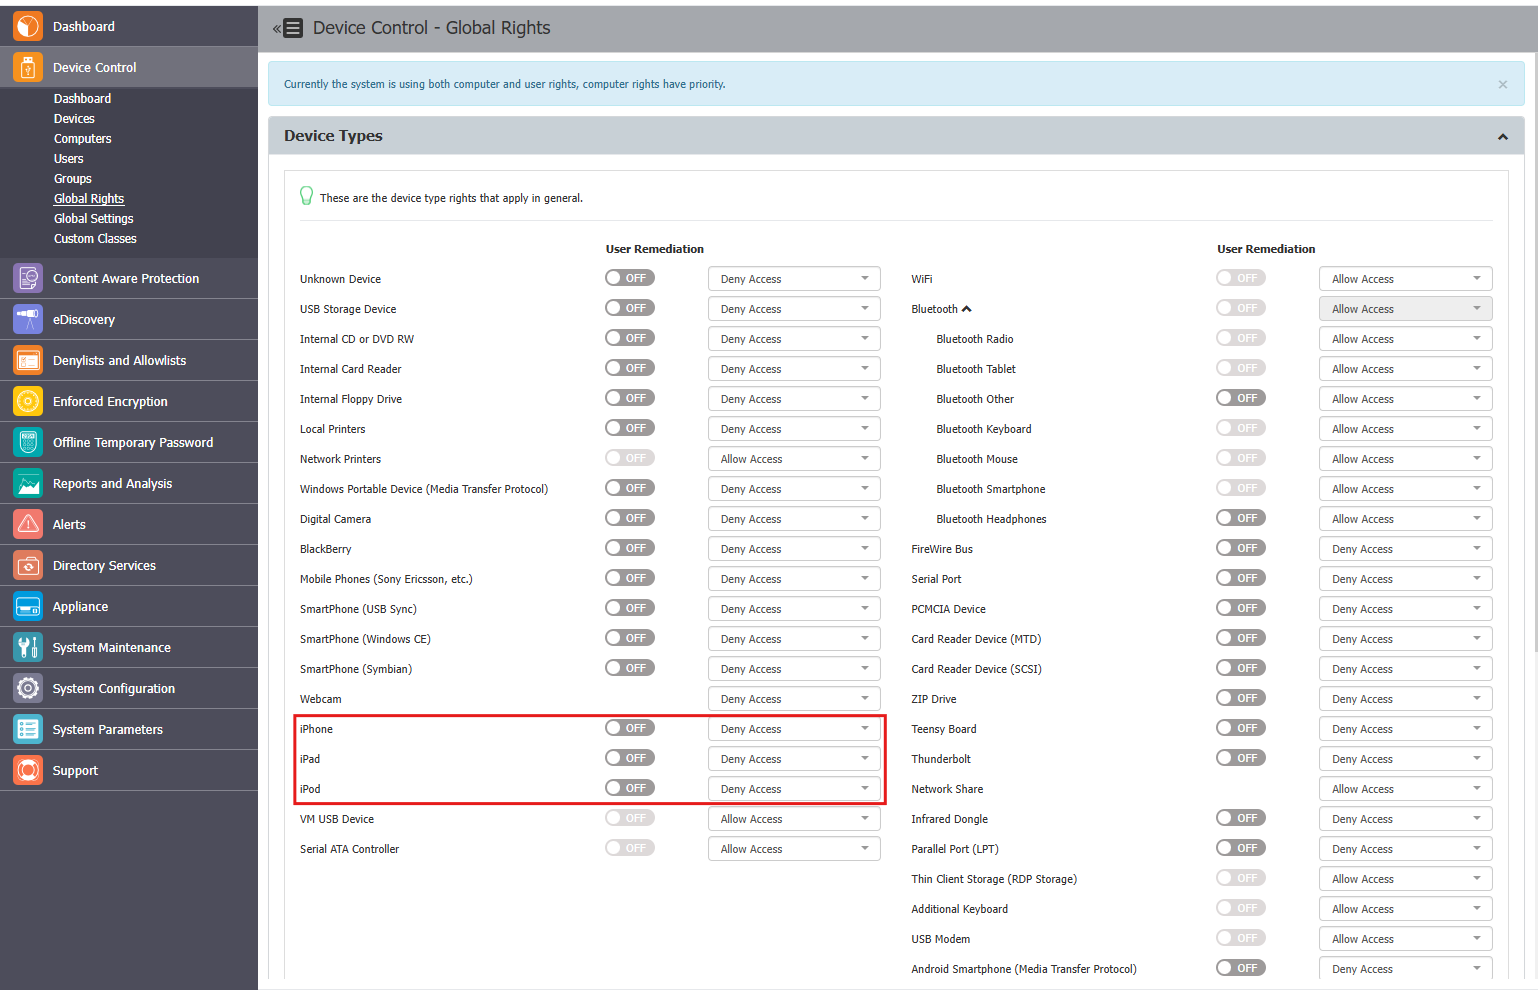 Dashboard
Device Control
Dashboard
Devices
Computers
Users
Groups
Global Rights
Global Settings
Custom Classes
Content Aware Protection
eDiscovery
Denylists and Allowlists
Enforced Encryption
Offline Temporary Password
Reports and Analysis
Alerts
Directory Services
Appliance
System Maintenance
System Configuration
System Parameters
Support
« Device Control - Global Rights
Currently the system is using both computer and user rights, computer rights have priority. ×
Device Types
These are the device type rights that apply in general.
User Remediation
Unknown Device OFF Deny Access
USB Storage Device OFF Deny Access
Internal CD or DVD RW OFF Deny Access
Internal Card Reader OFF Deny Access
Internal Floppy Drive OFF Deny Access
Local Printers OFF Deny Access
Network Printers OFF Allow Access
Windows Portable Device (Media Transfer Protocol) OFF Deny Access
Digital Camera OFF Deny Access
BlackBerry OFF Deny Access
Mobile Phones (Sony Ericsson, etc.) OFF Deny Access
SmartPhone (USB Sync) OFF Deny Access
SmartPhone (Windows CE) OFF Deny Access
SmartPhone (Symbian) OFF Deny Access
Webcam Deny Access
iPhone OFF Deny Access
iPad OFF Deny Access
iPod OFF Deny Access
VM USB Device OFF Allow Access
Serial ATA Controller OFF Allow Access
User Remediation
WiFi OFF Allow Access
Bluetooth OFF Allow Access
Bluetooth Radio OFF Allow Access
Bluetooth Tablet OFF Allow Access
Bluetooth Other OFF Allow Access
Bluetooth Keyboard OFF Allow Access
Bluetooth Mouse OFF Allow Access
Bluetooth Smartphone OFF Allow Access
Bluetooth Headphones OFF Allow Access
FireWire Bus OFF Deny Access
Serial Port OFF Deny Access
PCMCIA Device OFF Deny Access
Card Reader Device (MTD) OFF Deny Access
Card Reader Device (SCSI) OFF Deny Access
ZIP Drive OFF Deny Access
Teensy Board OFF Deny Access
Thunderbolt OFF Deny Access
Network Share Allow Access
Infrared Dongle OFF Deny Access
Parallel Port (LPT) OFF Deny Access
Thin Client Storage (RDP Storage) OFF Allow Access
Additional Keyboard OFF Allow Access
USB Modem OFF Allow Access
Android Smartphone (Media Transfer Protocol) OFF Deny Access